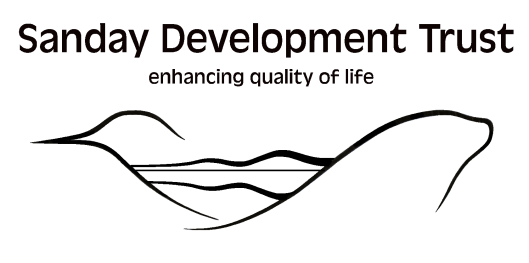 Sanday Development Trust
enhancing quality of life